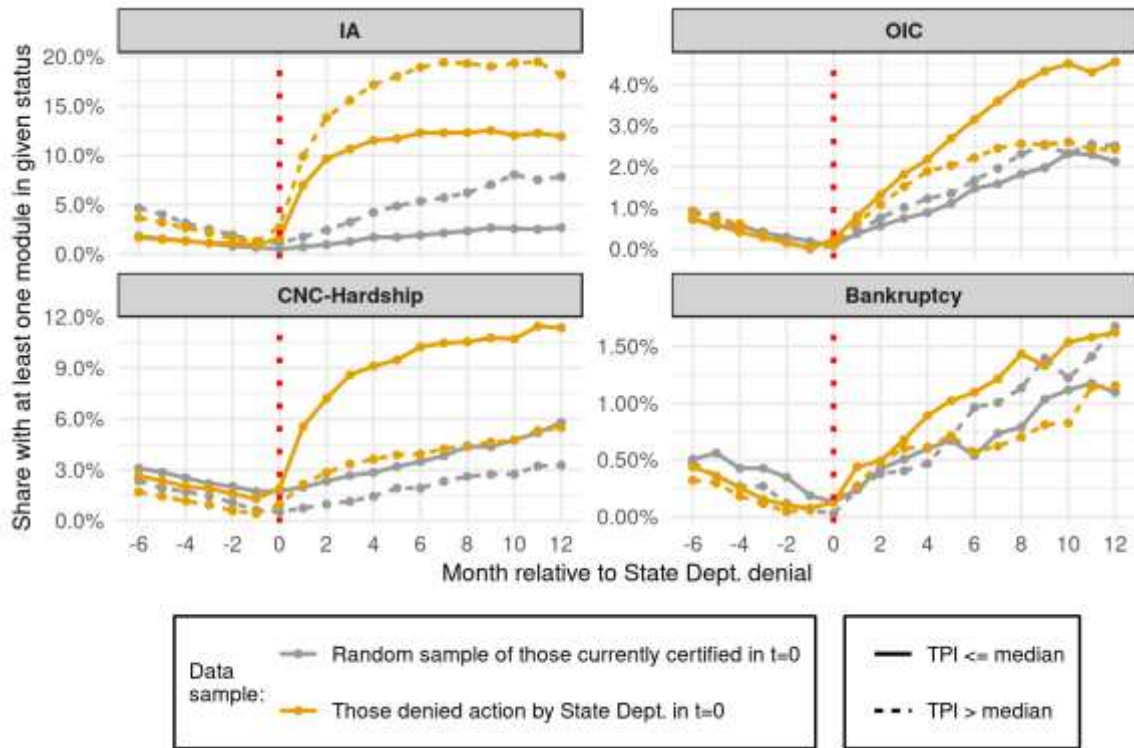 IA
OIC
Share with at least one module in given status
20.0%
15.0%
10.0%
5.0%
0.0%
4.0%
3.0%
2.0%
1.0%
0.0%
CNC-Hardship
Bankruptcy
12.0%
9.0%
6.0%
3.0%
0.0%
1.50%
1.00%
0.50%
0.00%
-6 -4 -2 0 2 4 6 8 10 12
-6 -4 -2 0 2 4 6 8 10 12
Month relative to State Dept. denial
Data
sample:
Random sample of those currently certified in t=0
Those denied action by State Dept. in t=0
TPI <= median
TPI > median